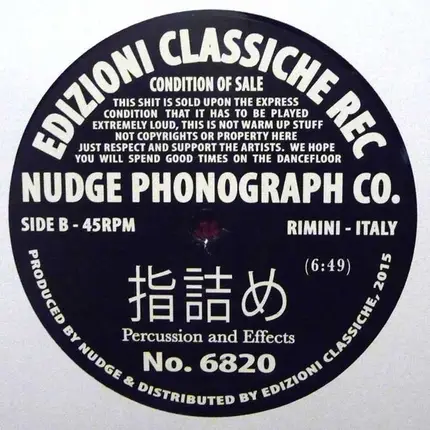 EDIZIONI CLASSICHE REC
CONDITION OF SALE
THIS SHIT IS SOLD UPON THE EXPRESS
CONDITION THAT IT HAS TO BE PLAYED
EXTREMELY LOUD, THIS IS NOT WARM UP STUFF
NOT COPYRIGHTS OR PROPERTY HERE
JUST RESPECT AND SUPPORT THE ARTISTS. WE HOPE
YOU WILL SPEND GOOD TIMES ON THE DANCEFLOOR
NUDGE PHONOGRAPH CO.
SIDE B - 45RPM
RIMINI - ITALY
(6:49)
指詰め
Percussion and Effects
No. 6820
PRODUCED BY NUDGE & DISTRIBUTED BY EDIZIONI CLASSICHE, 2015